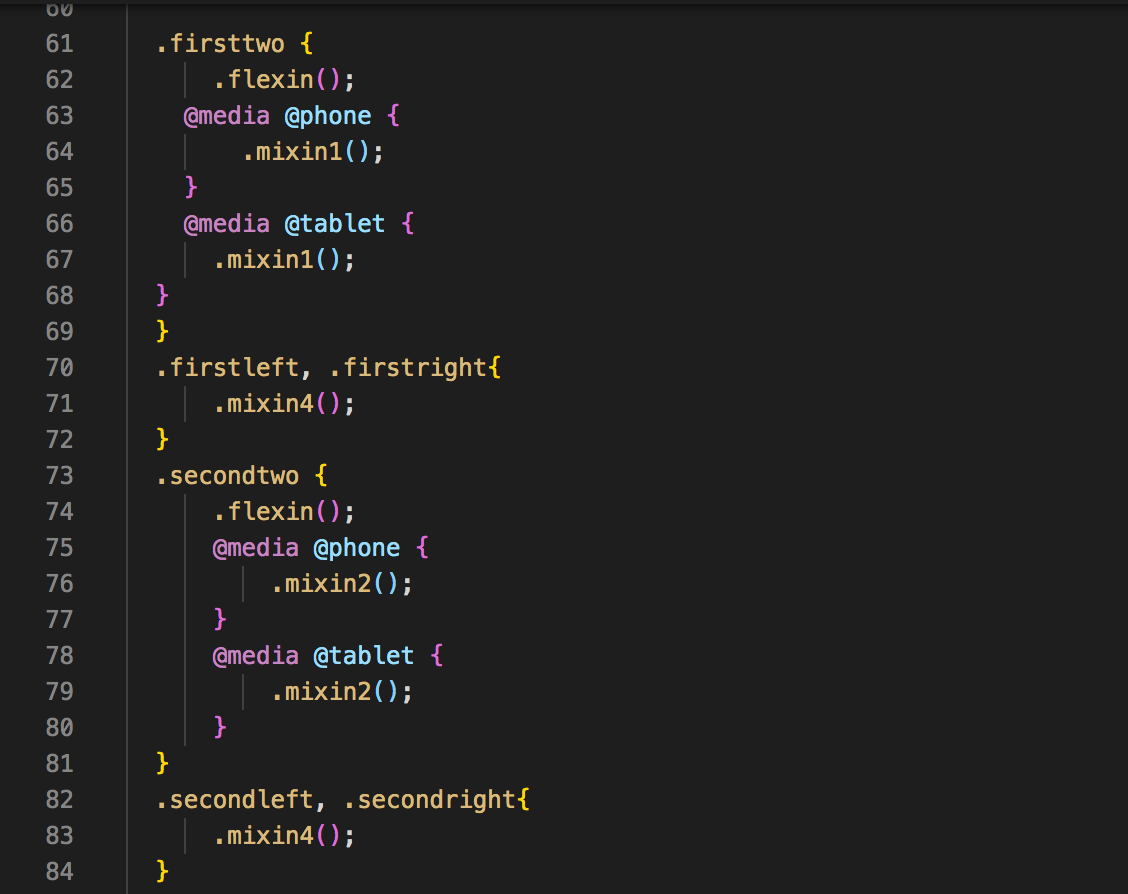 60
61 .firsttwo {
62 .flexin();
63 @media @phone {
64 .mixin1();
65 }
66 @media @tablet {
67 .mixin1();
68 }
69 }
70 .firstleft, .firstright{
71 .mixin4();
72 }
73 .secondtwo {
74 .flexin();
75 @media @phone {
76 .mixin2();
77 }
78 @media @tablet {
79 .mixin2();
80 }
81 }
82 .secondleft, .secondright{
83 .mixin4();
84 }